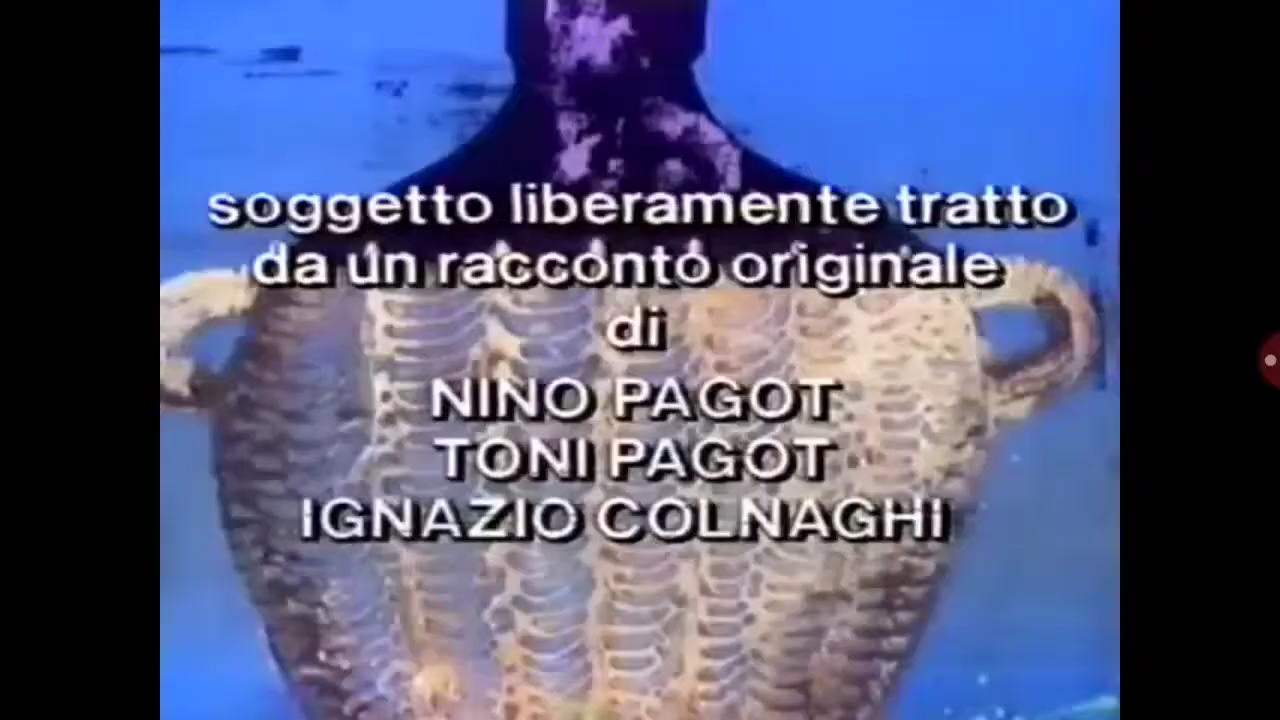 soggetto liberamente tratto
da un racconto originale
di
NINO PAGOT
TONI PAGOT
IGNAZIO COLNAGHI